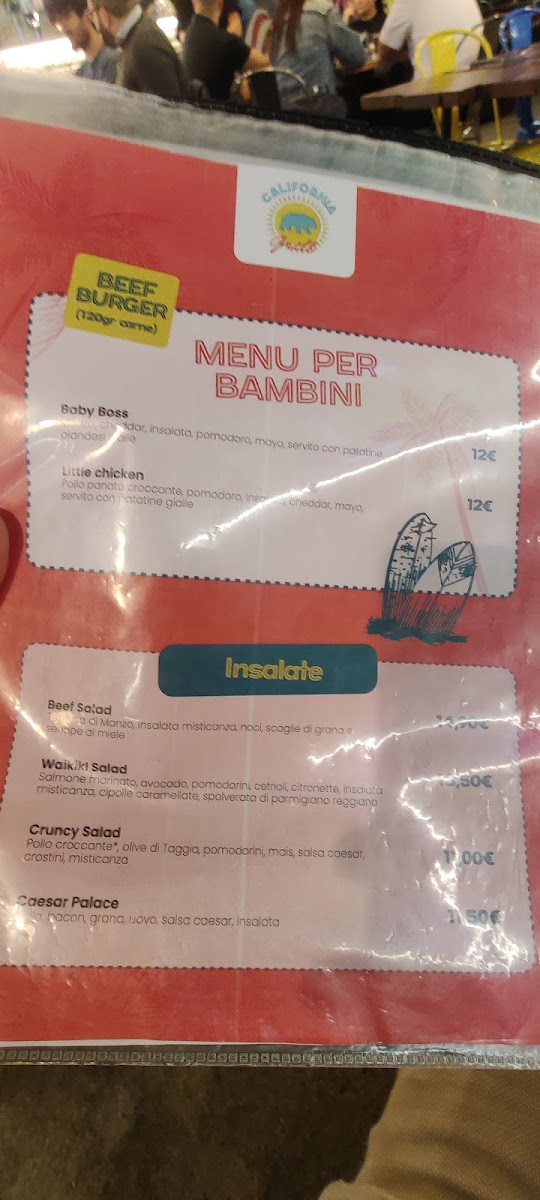 CALIFORNIA
BEEF
BURGER
(120gr carne)
MENU PER
BAMBINI
Baby Boss
cheddar, insalata, pomodoro, mayo, servito con patatine
olandesi gialle
12€
Little chicken
Pollo panato croccante, pomodoro, cheddar, mayo,
servito con patatine gialle
12€
Insalate
Beef Salad
di Manzo, insalata misticanza, noci, scaglie di grana e
senape al miele
Waikiki Salad
Salmone marinato, avocado, pomodorini, cetrioli, citronette, insalata
misticanza, cipolle caramellate, spolverata di parmigiano reggiano
Cruncy Salad
Pollo croccante*, olive di Taggia, pomodorini, mais, salsa caesar,
crostini, misticanza
Caesar Palace
bacon, grana, uovo, salsa caesar, insalata